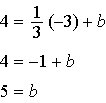 4 = 1/3 (−3) + b
4 = −1 + b
5 = b